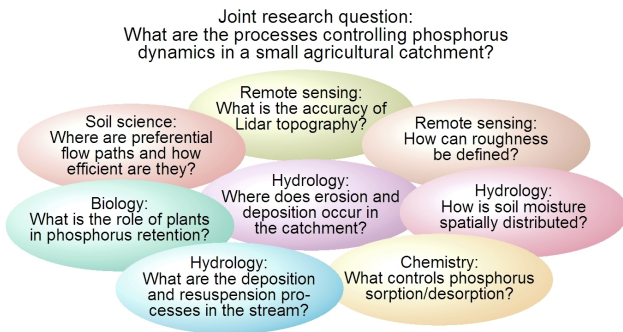 Joint research question:
What are the processes controlling phosphorus
dynamics in a small agricultural catchment?
Remote sensing:
What is the accuracy of
Lidar topography?
Soil science:
Where are preferential
flow paths and how
efficient are they?
Remote sensing:
How can roughness
be defined?
Hydrology:
Where does erosion and
deposition occur in
the catchment?
Biology:
What is the role of plants
in phosphorus retention?
Hydrology:
How is soil moisture
spatially distributed?
Hydrology:
What are the deposition
and resuspension pro-
cesses in the stream?
Chemistry:
What controls phosphorus
sorption/desorption?